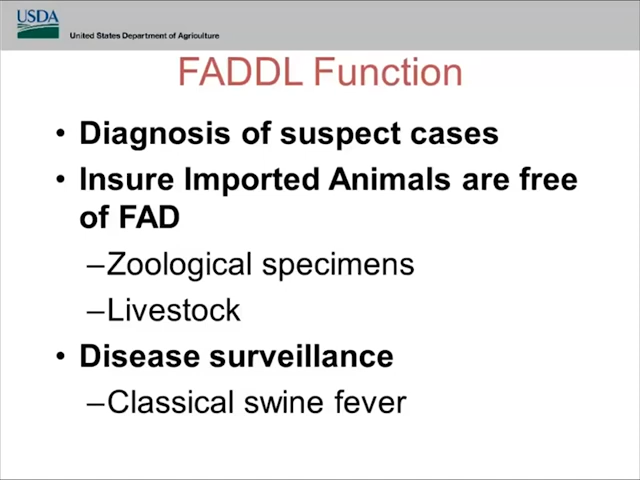 USDA
United States Department of Agriculture
FADDL Function
• Diagnosis of suspect cases
• Insure Imported Animals are free
of FAD
–Zoological specimens
–Livestock
• Disease surveillance
–Classical swine fever